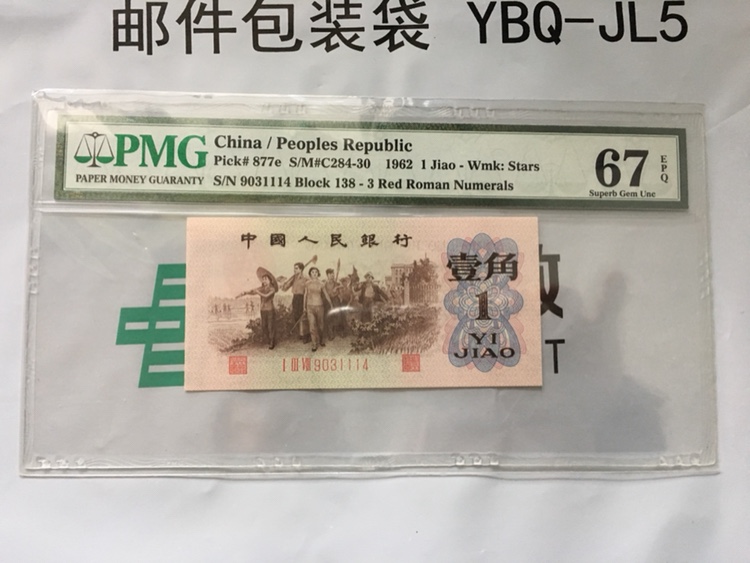 邮件包装袋 YBQ-JL5
PMG
PAPER MONEY GUARANTY
China / Peoples Republic
Pick# 877e S/M#C284-30 1962 1 Jiao - Wmk: Stars
S/N 9031114 Block 138 - 3 Red Roman Numerals
67 EPQ
Superb Gem Unc
中國人民銀行
壹角
1
YI
JIAO
I III VIII 9031114
T